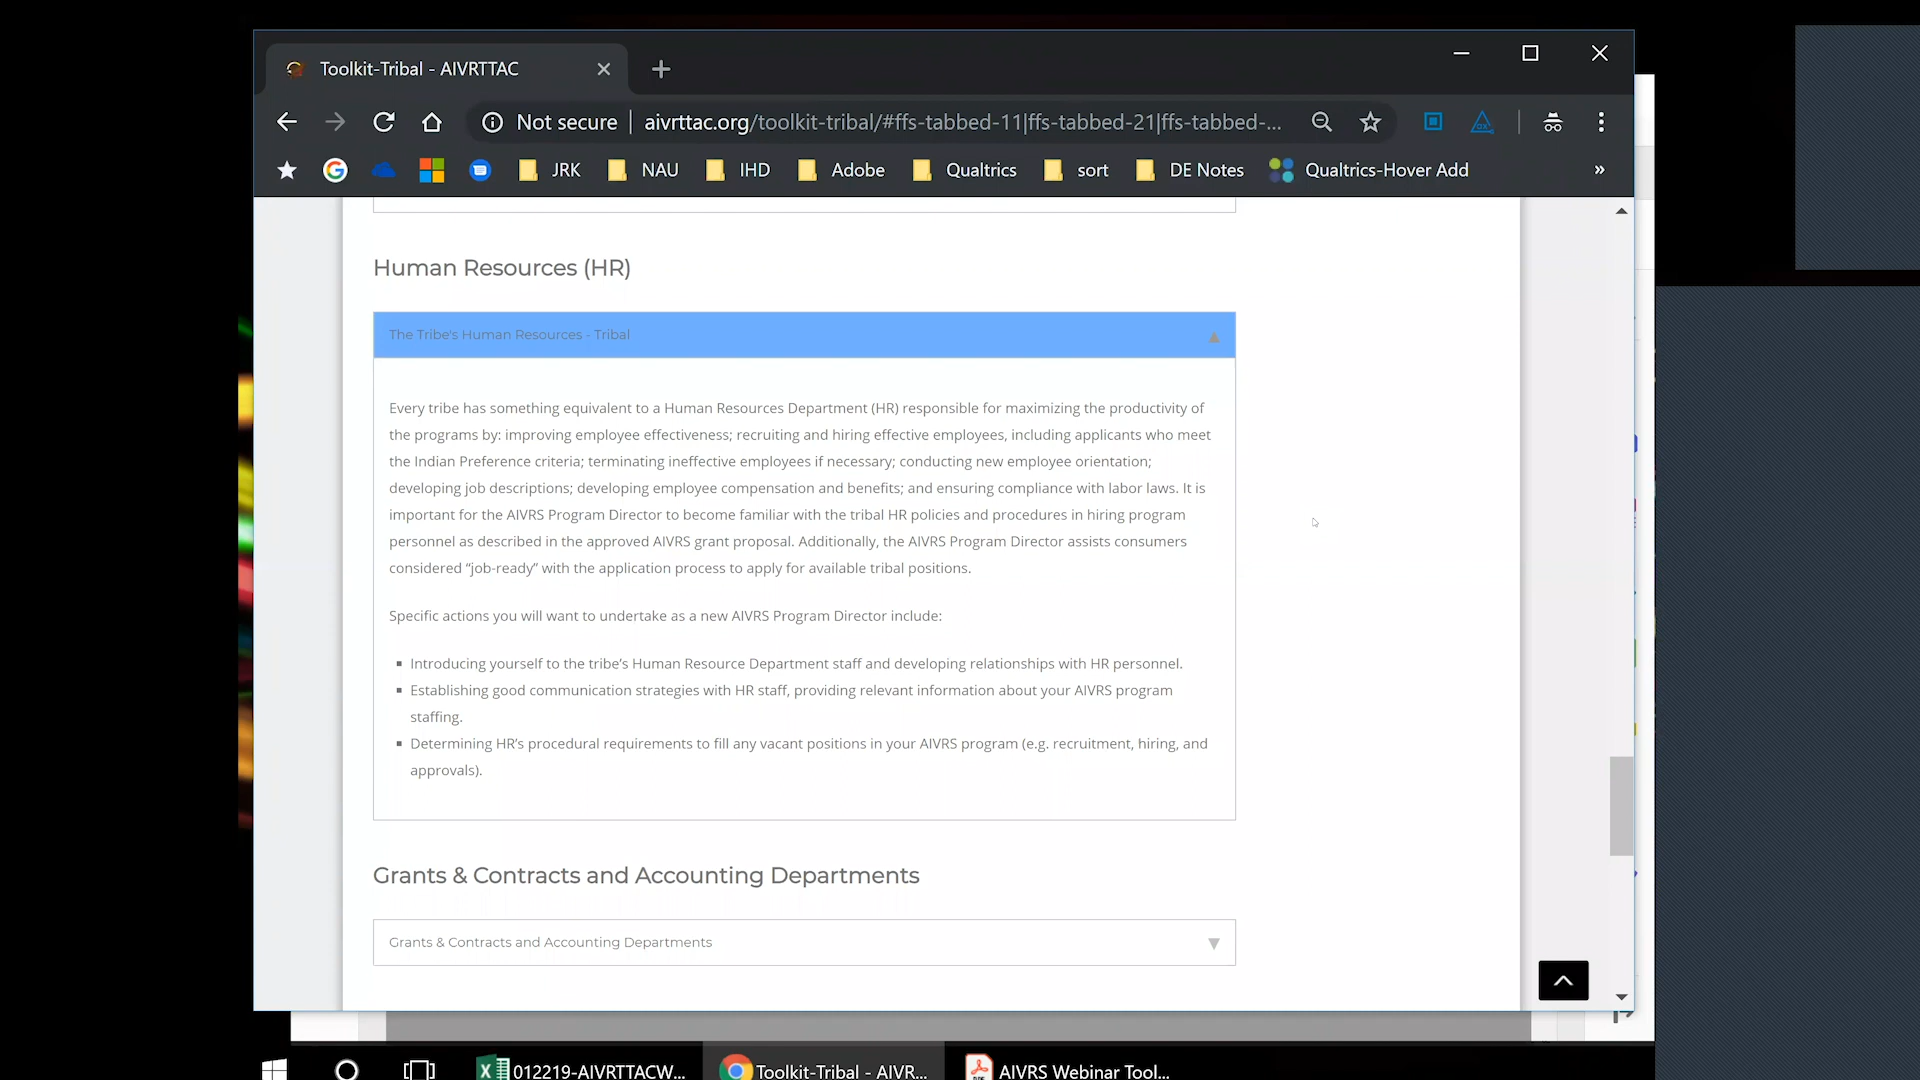 Toolkit-Tribal - AIVRTTAC
Not secure | aivrttac.org/toolkit-tribal/#ffs-tabbed-11|ffs-tabbed-21|ffs-tabbed-...
JRK NAU IHD Adobe Qualtrics sort DE Notes Qualtrics-Hover Add »
Human Resources (HR)
The Tribe's Human Resources - Tribal
Every tribe has something equivalent to a Human Resources Department (HR) responsible for maximizing the productivity of
the programs by: improving employee effectiveness; recruiting and hiring effective employees, including applicants who meet
the Indian Preference criteria; terminating ineffective employees if necessary; conducting new employee orientation;
developing job descriptions; developing employee compensation and benefits; and ensuring compliance with labor laws. It is
important for the AIVRS Program Director to become familiar with the tribal HR policies and procedures in hiring program
personnel as described in the approved AIVRS grant proposal. Additionally, the AIVRS Program Director assists consumers
considered “job-ready” with the application process to apply for available tribal positions.
Specific actions you will want to undertake as a new AIVRS Program Director include:
▪ Introducing yourself to the tribe’s Human Resource Department staff and developing relationships with HR personnel.
▪ Establishing good communication strategies with HR staff, providing relevant information about your AIVRS program
staffing.
▪ Determining HR’s procedural requirements to fill any vacant positions in your AIVRS program (e.g. recruitment, hiring, and
approvals).
Grants & Contracts and Accounting Departments
Grants & Contracts and Accounting Departments
012219-AIVRTTACW... Toolkit-Tribal - AIVR... AIVRS Webinar Tool...